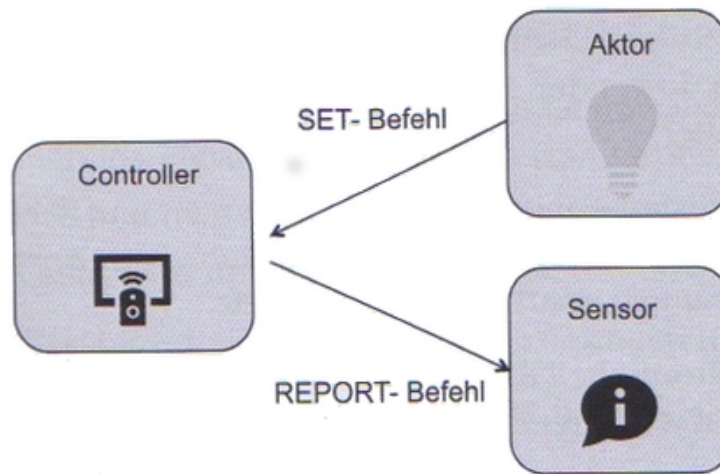 Aktor
SET- Befehl
Controller
Sensor
REPORT- Befehl